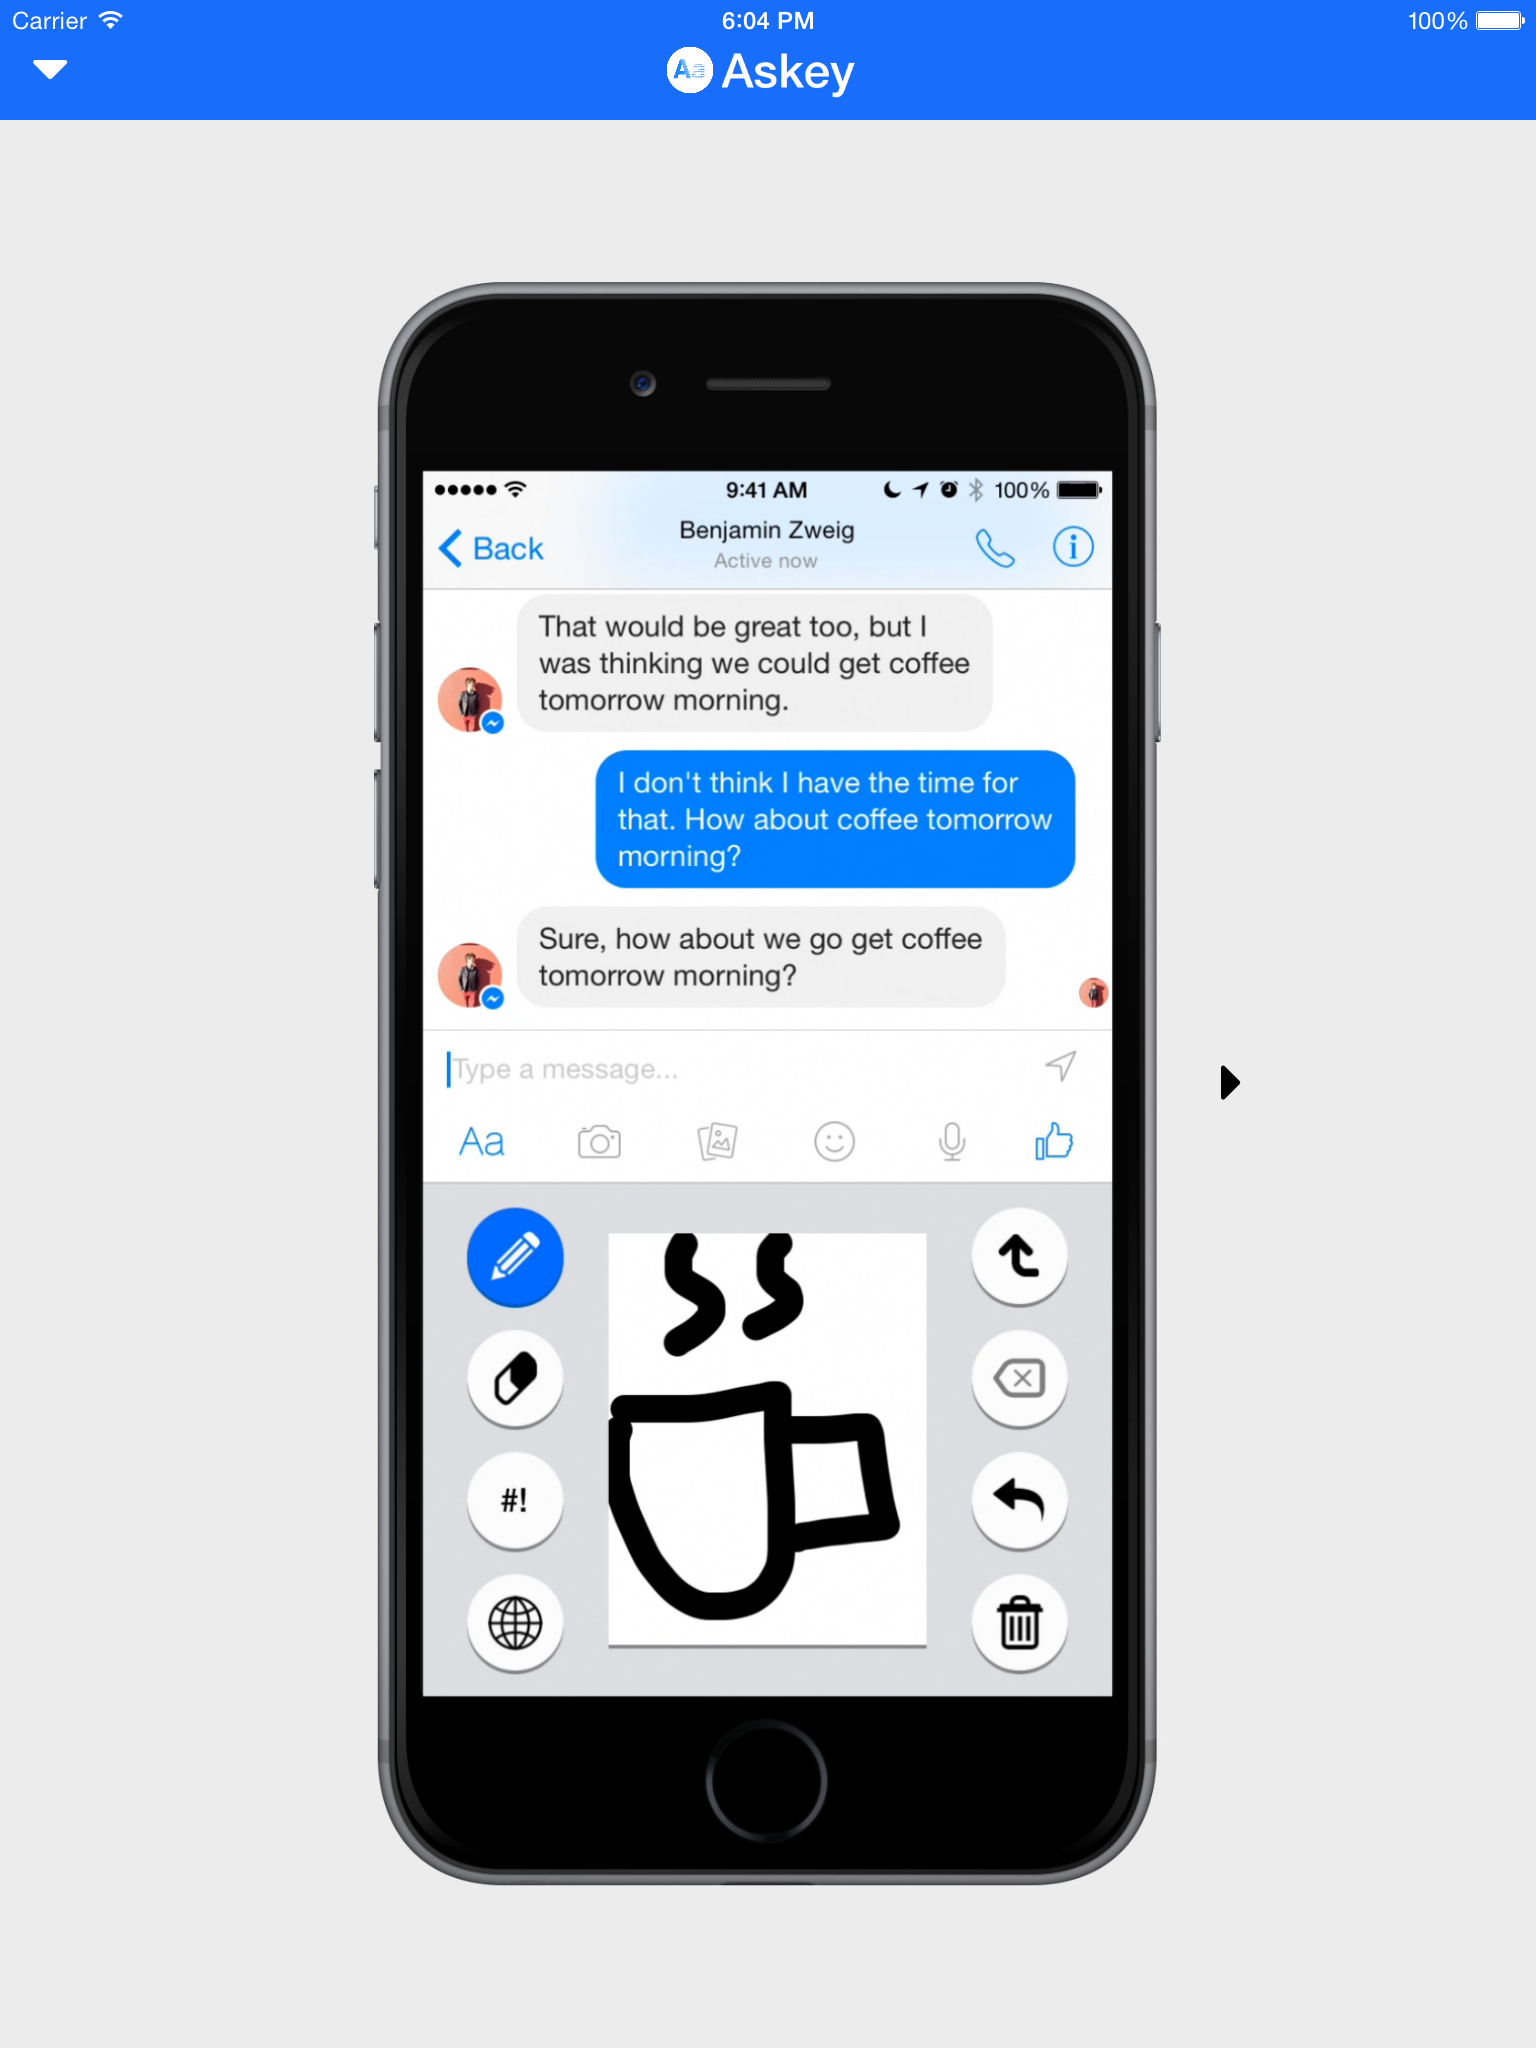 Carrier 6:04 PM 100%
Aa Askey
9:41 AM 100%
Back Benjamin Zweig
Active now
That would be great too, but I
was thinking we could get coffee
tomorrow morning.
I don't think I have the time for
that. How about coffee tomorrow
morning?
Sure, how about we go get coffee
tomorrow morning?
Type a message...
Aa
#!